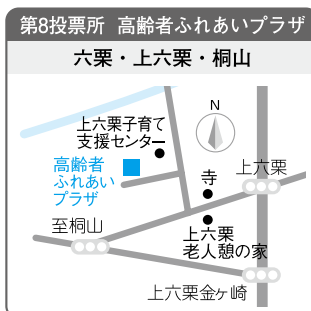 第8投票所 高齢者ふれあいプラザ
六栗・上六栗・桐山
N
上六栗子育て
支援センター
高齢者
ふれあい
プラザ
寺
上六栗
至桐山
上六栗
老人憩の家
上六栗金ヶ崎